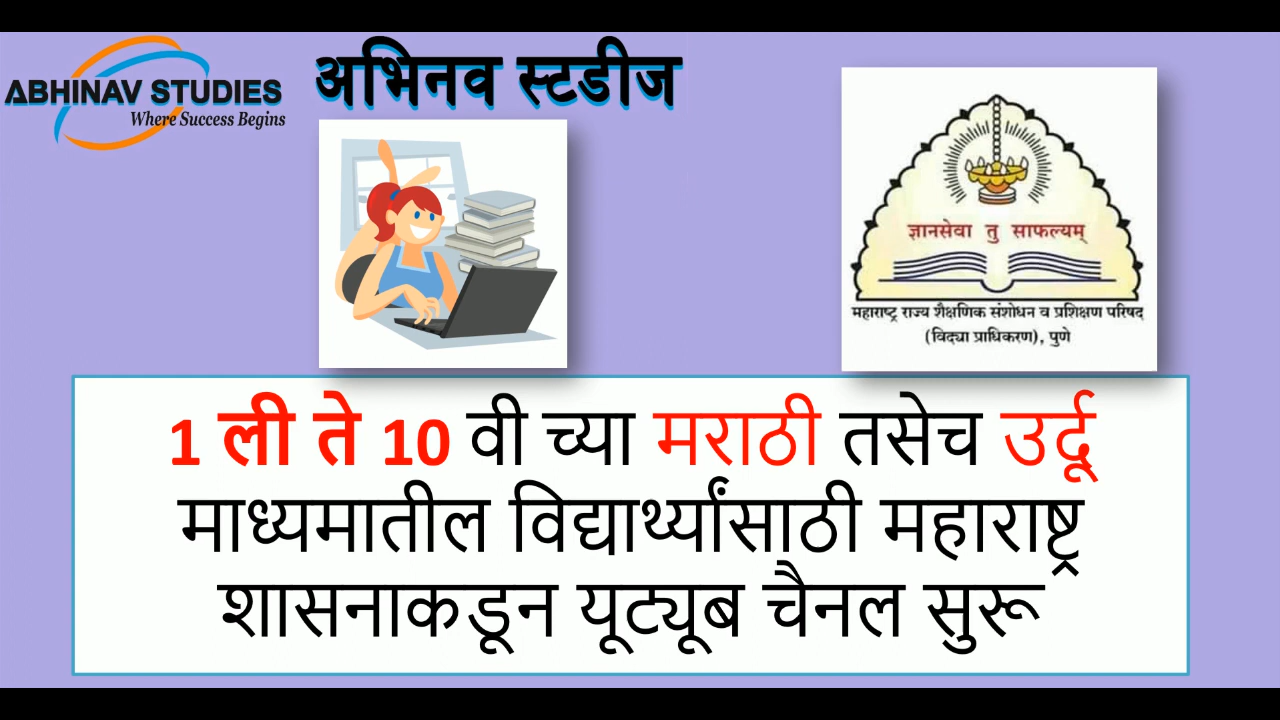 ABHINAV STUDIES
Where Success Begins
अभिनव स्टडीज
ज्ञानसेवा तु साफल्यम्
महाराष्ट्र राज्य शैक्षणिक संशोधन व प्रशिक्षण परिषद
(विद्या प्राधिकरण), पुणे
1 ली ते 10 वी च्या मराठी तसेच उर्दू
माध्यमातील विद्यार्थ्यांसाठी महाराष्ट्र
शासनाकडून यूट्यूब चैनल सुरू